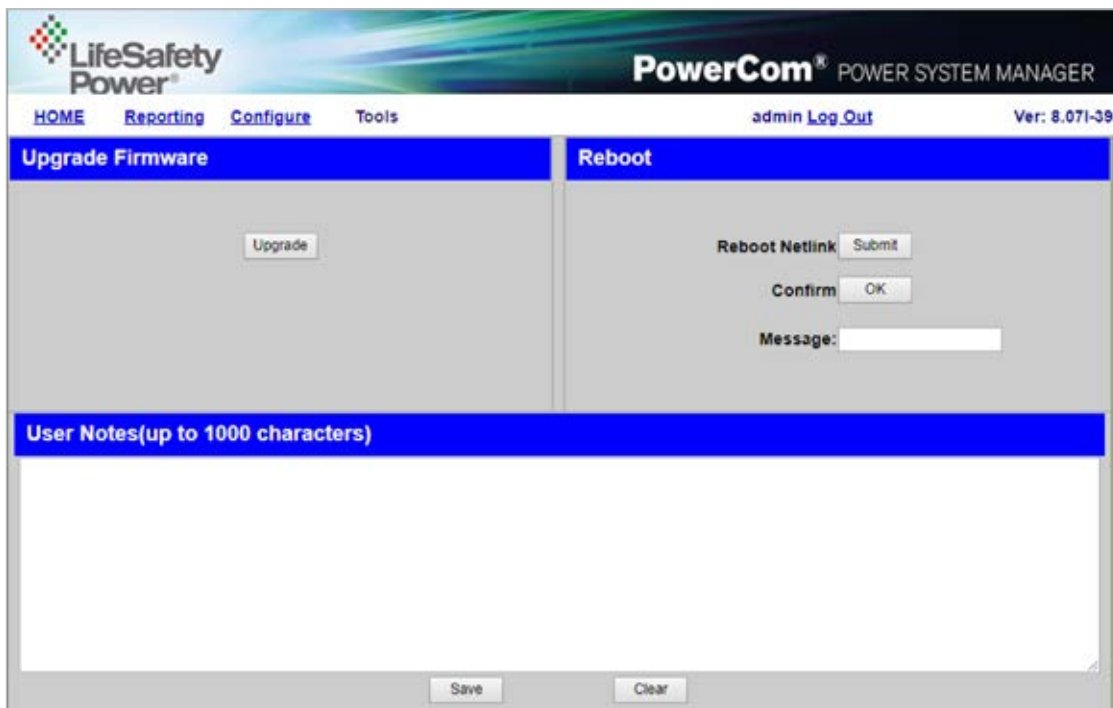 LifeSafety
Power®
PowerCom® POWER SYSTEM MANAGER
HOME Reporting Configure Tools admin Log Out Ver: 8.07I-39
Upgrade Firmware
Reboot
Upgrade
Reboot Netlink Submit
Confirm OK
Message:
User Notes(up to 1000 characters)
Save Clear